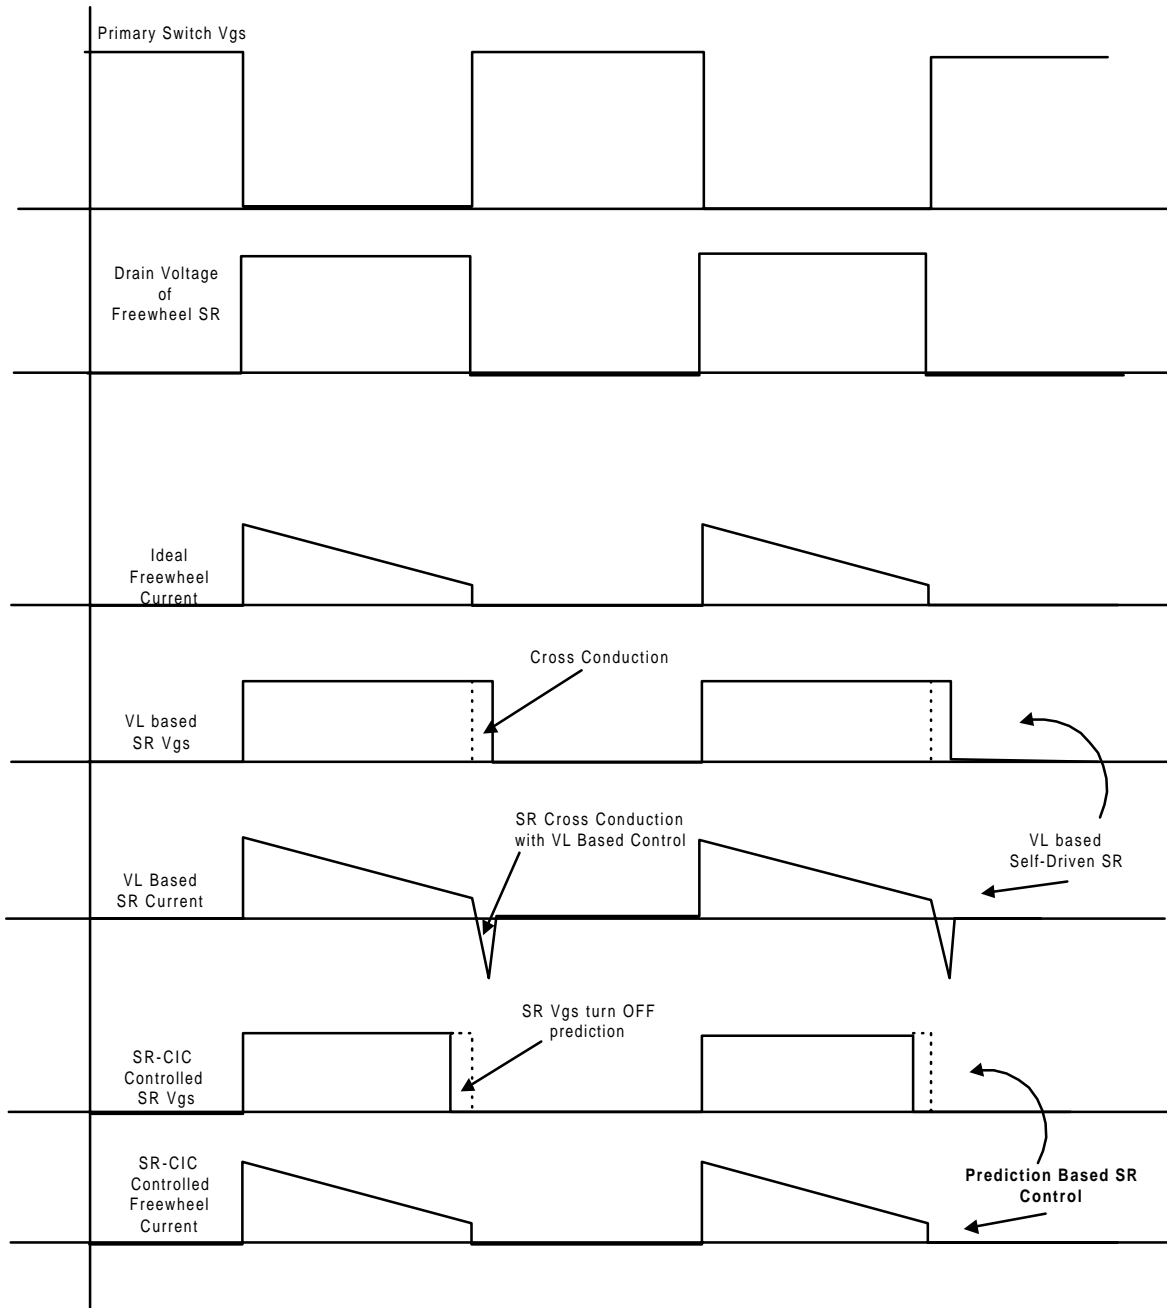 Primary Switch Vgs
Drain Voltage
of
Freewheel SR
Ideal
Freewheel
Current
Cross Conduction
VL based
SR Vgs
SR Cross Conduction
with VL Based Control
VL based
Self-Driven SR
VL Based
SR Current
SR Vgs turn OFF
prediction
SR-CIC
Controlled
SR Vgs
SR-CIC
Controlled
Freewheel
Current
Prediction Based SR
Control